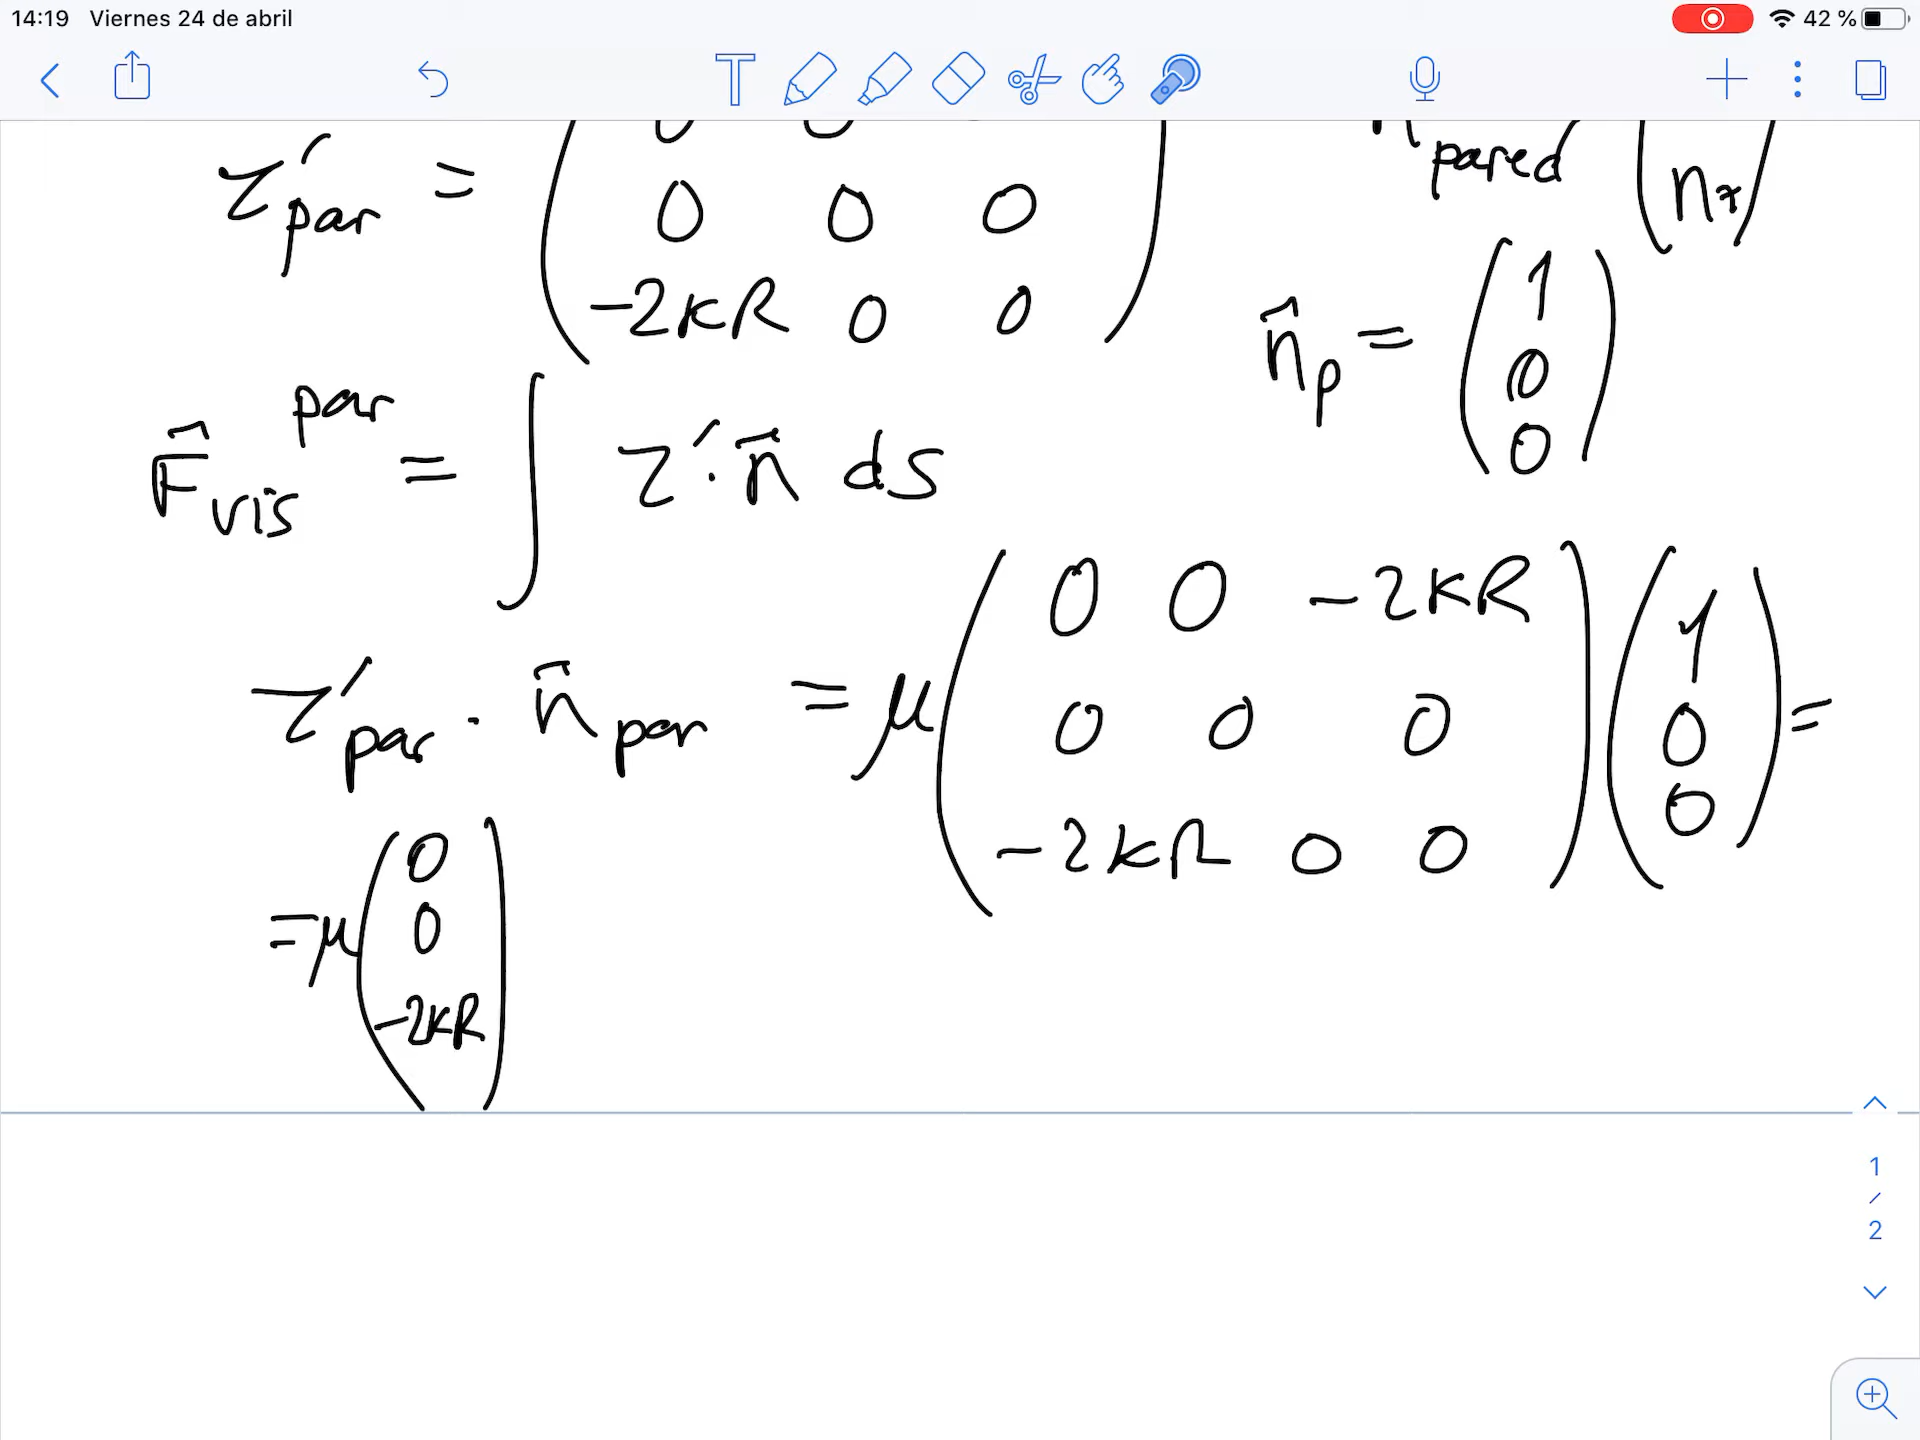 14:19 Viernes 24 de abril 42 %
τ'par = ( 0 0 0
-2KR 0 0 )
pared
n̂p = ( 1 0 0 )
F̂vis par = ∫ τ'·n̄ dS
τ'par · n̄par = μ ( 0 0 -2KR
0 0 0
-2KR 0 0 ) ( 1 0 0 ) =
= μ ( 0 0 -2KR )
1
/
2